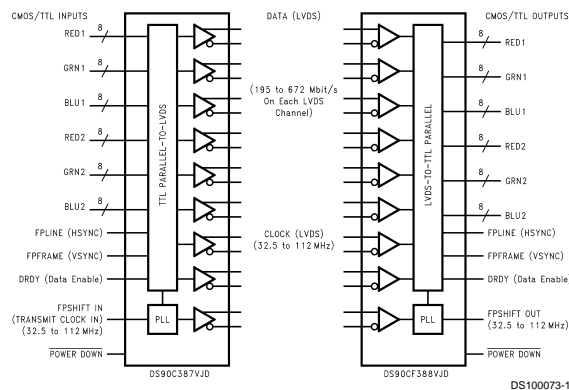 CMOS/TTL INPUTS
DATA (LVDS)
CMOS/TTL OUTPUTS
RED1 8
GRN1 8
BLU1 8
RED2 8
GRN2 8
BLU2 8
FPLINE (HSYNC)
FPFRAME (VSYNC)
DRDY (Data Enable)
FPSHIFT IN
(TRANSMIT CLOCK IN)
(32.5 to 112 MHz)
POWER DOWN
TTL PARALLEL-TO-LVDS
PLL
DS90C387VJD
(195 to 672 Mbit/s
On Each LVDS
Channel)
CLOCK (LVDS)
(32.5 to 112 MHz)
LVDS-TO-TTL PARALLEL
PLL
DS90CF388VJD
8 RED1
8 GRN1
8 BLU1
8 RED2
8 GRN2
8 BLU2
FPLINE (HSYNC)
FPFRAME (VSYNC)
DRDY (Data Enable)
FPSHIFT OUT
(32.5 to 112 MHz)
POWER DOWN
DS100073-1